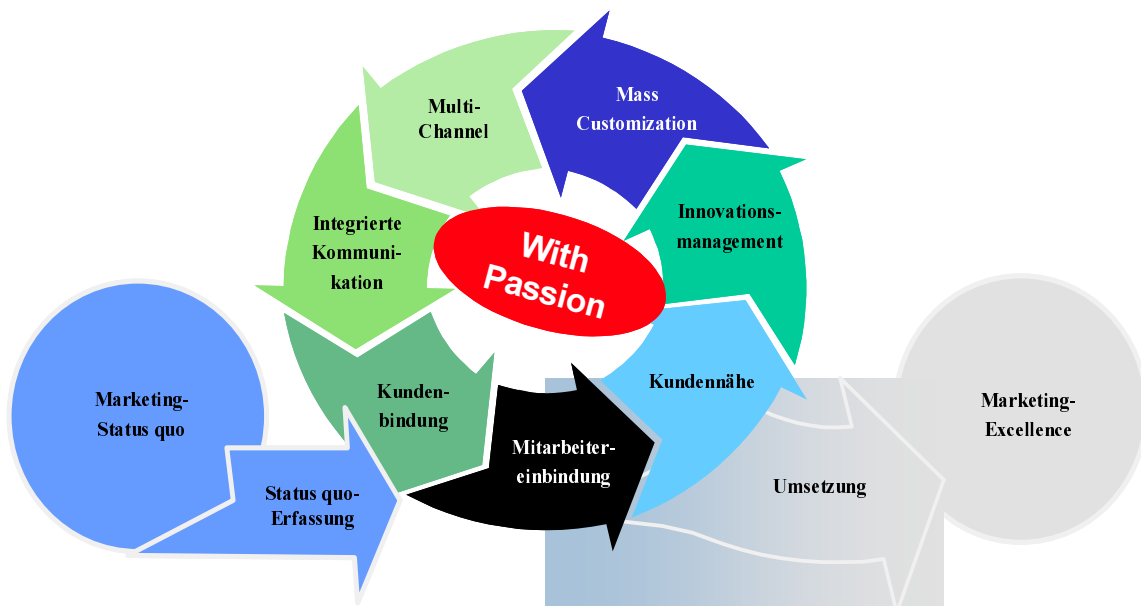 Mass
Customization
Multi-
Channel
Innovations-
management
Integrierte
Kommuni-
kation
With
Passion
Kundennähe
Kunden-
bindung
Mitarbeiter-
einbindung
Marketing-
Status quo
Status quo-
Erfassung
Umsetzung
Marketing-
Excellence